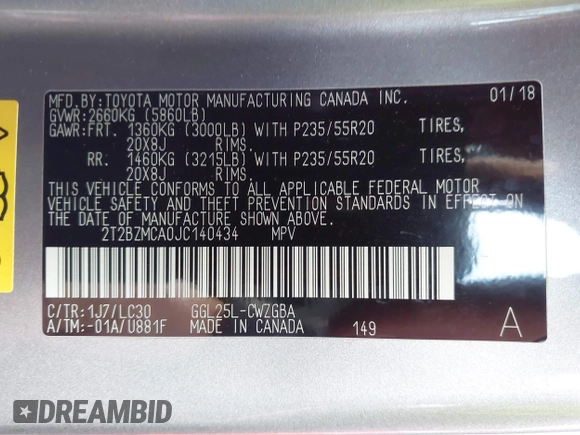 MFD.BY:TOYOTA MOTOR MANUFACTURING CANADA INC. 01/18
GVWR:2660KG (5860LB)
GAWR:FRT. 1360KG (3000LB) WITH P235/55R20 TIRES,
20X8J RIMS.
RR. 1460KG (3215LB) WITH P235/55R20 TIRES,
20X8J RIMS.
THIS VEHICLE CONFORMS TO ALL APPLICABLE FEDERAL MOTOR
VEHICLE SAFETY AND THEFT PREVENTION STANDARDS IN EFFECT ON
THE DATE OF MANUFACTURE SHOWN ABOVE.
2T2BZMCA0JC140434 MPV
C/TR:1J7/LC30 GGL25L-CWZGBA
A/TM:-01A/U881F MADE IN CANADA 149 A
DREAMBID